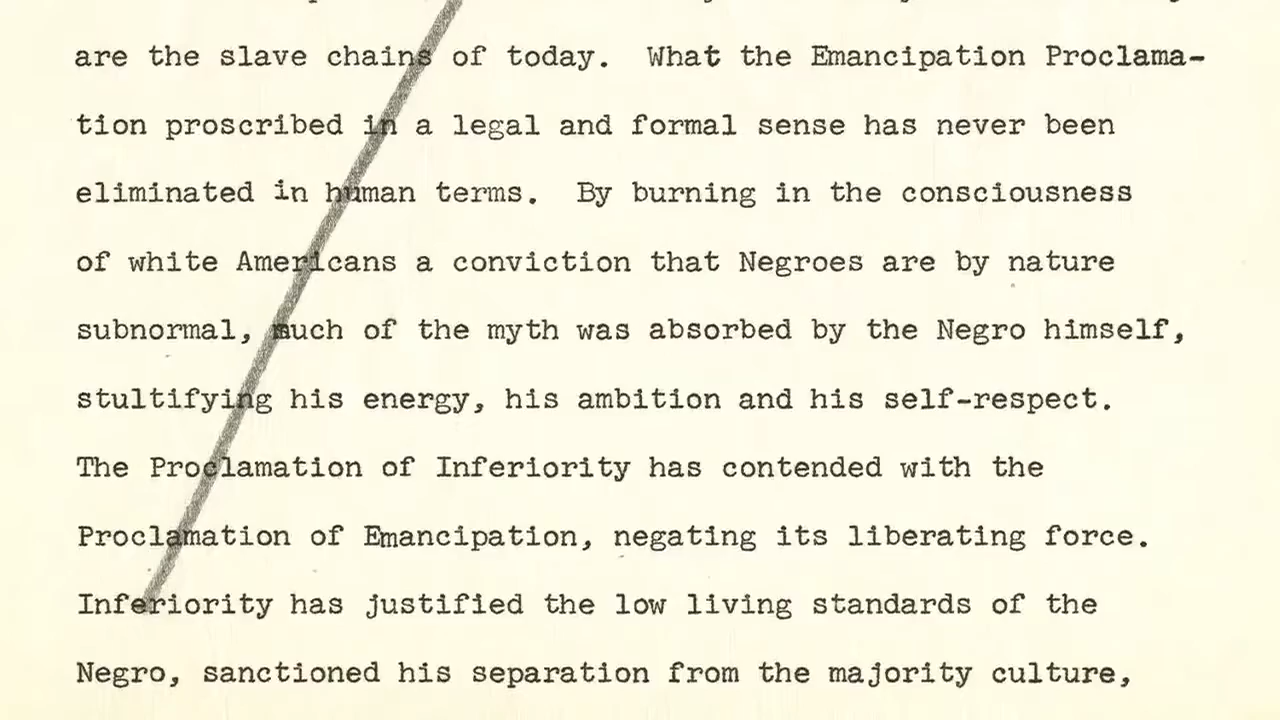 are the slave chains of today. What the Emancipation Proclama-
tion proscribed in a legal and formal sense has never been
eliminated in human terms. By burning in the consciousness
of white Americans a conviction that Negroes are by nature
subnormal, much of the myth was absorbed by the Negro himself,
stultifying his energy, his ambition and his self-respect.
The Proclamation of Inferiority has contended with the
Proclamation of Emancipation, negating its liberating force.
Inferiority has justified the low living standards of the
Negro, sanctioned his separation from the majority culture,